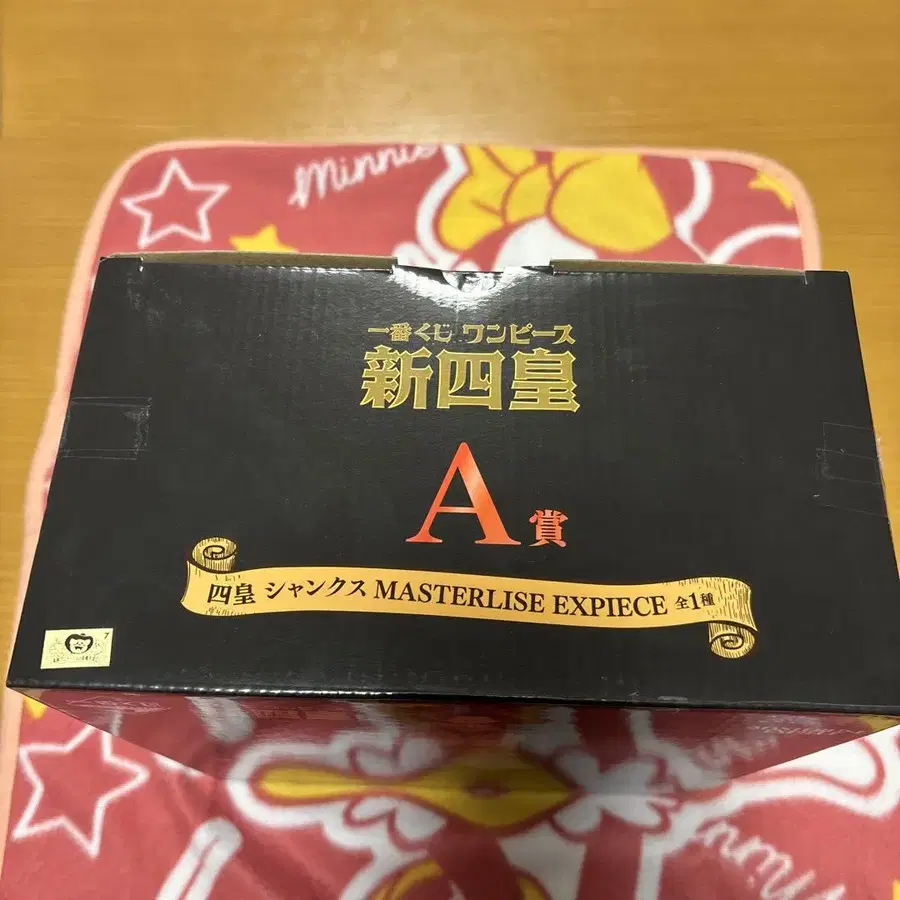 Minnie
一番くじ ワンピース
新四皇
A賞
四皇 シャンクス MASTERLISE EXPIECE 全1種
7